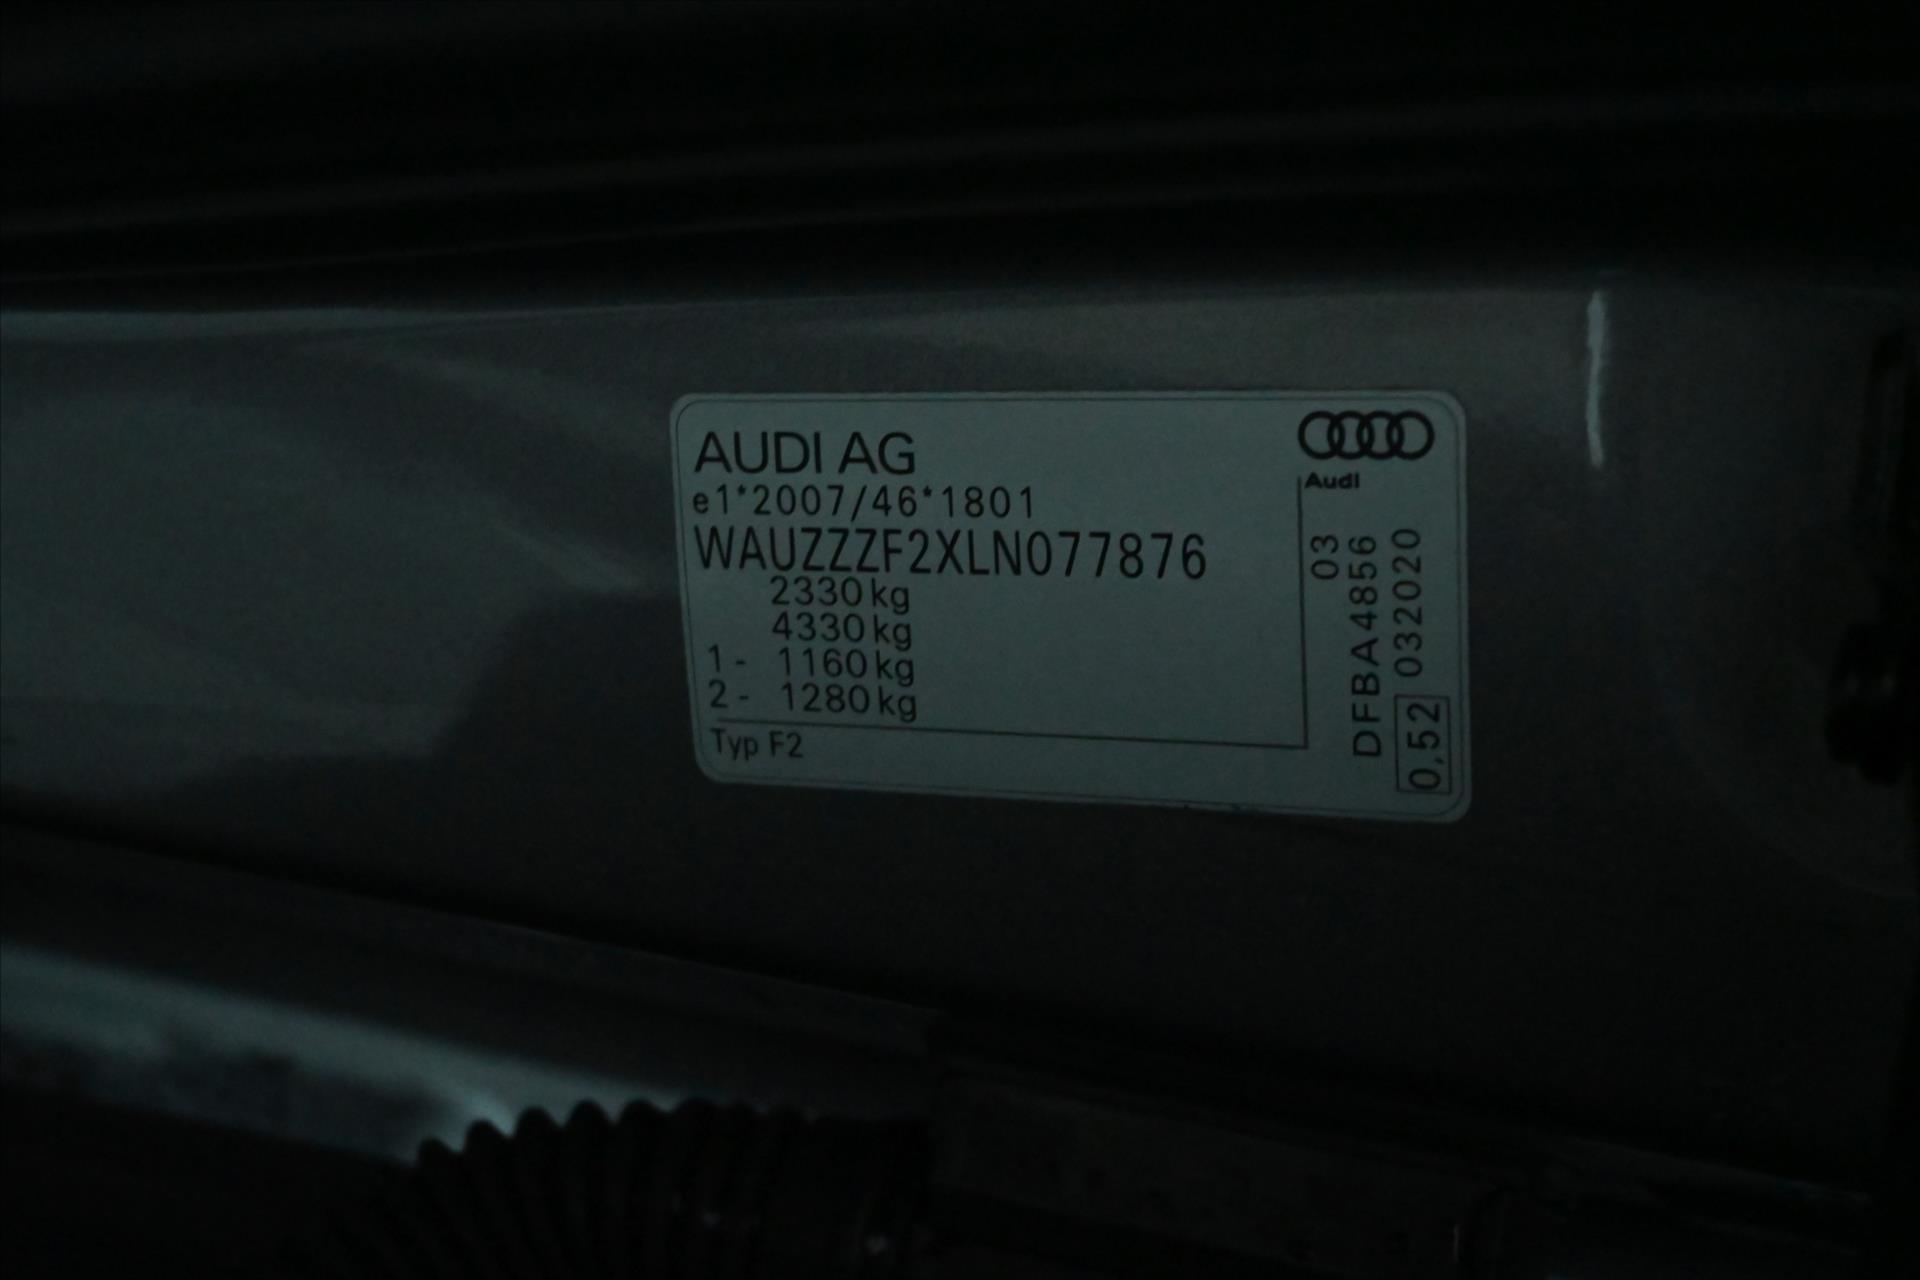 AUDI AG
e1*2007/46*1801
WAUZZZF2XLN077876
2330 kg
4330 kg
1- 1160 kg
2- 1280 kg
Typ F2
Audi
03
DFBA4856
0,52 032020